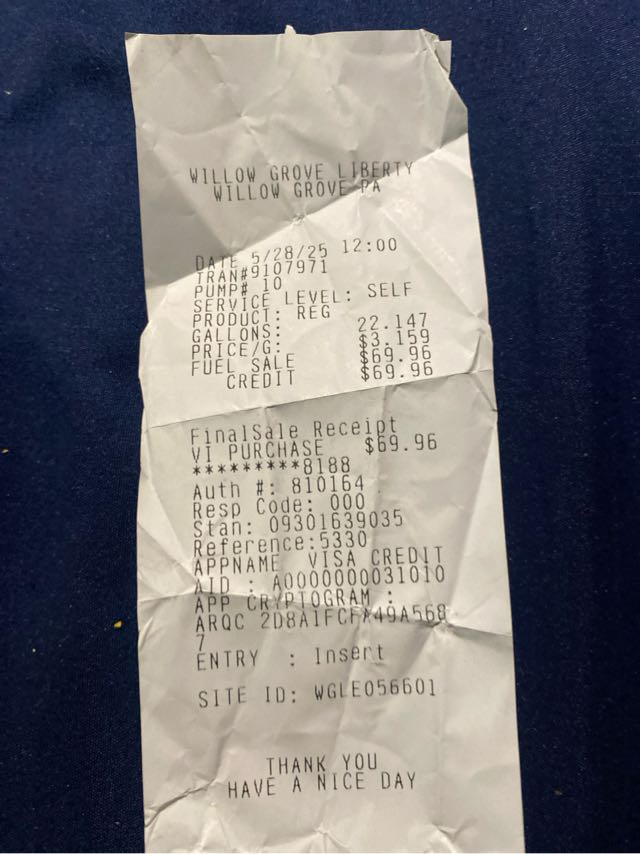 WILLOW GROVE LIBERTY
WILLOW GROVE PA
DATE 5/28/25 12:00
TRAN#9107971
PUMP# 10
SERVICE LEVEL: SELF
PRODUCT: REG
GALLONS: 22.147
PRICE/G: $3.159
FUEL SALE $69.96
CREDIT $69.96
FinalSale Receipt
VI PURCHASE $69.96
*********8188
Auth #: 810164
Resp Code: 000
Stan: 09301639035
Reference:5330
APPNAME VISA CREDIT
AID : A0000000031010
APP CRYPTOGRAM :
ARQC 2D8A1FCFA49A568
7
ENTRY : Insert
SITE ID: WGLE056601
THANK YOU
HAVE A NICE DAY